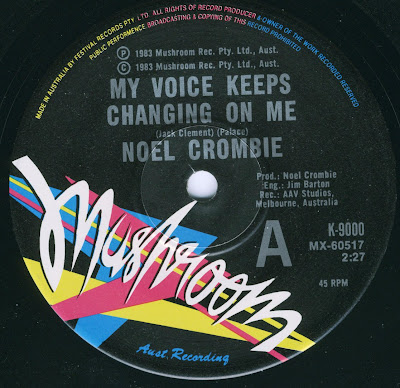 MADE IN AUSTRALIA BY FESTIVAL RECORDS PTY. LTD. ALL RIGHTS OF RECORD PRODUCER & OWNER OF THE WORK RECORDED RESERVED
PUBLIC PERFORMENCE BROADCASTING & COPYING OF THIS RECORD PROHIBITED
Ⓟ 1983 Mushroom Rec. Pty. Ltd., Aust.
© 1983 Mushroom Rec. Pty. Ltd., Aust.
MY VOICE KEEPS
CHANGING ON ME
(Jack Clement) (Palace)
NOEL CROMBIE
Prod.: Noel Crombie
Eng.: Jim Barton
Rec.: AAV Studios,
Melbourne, Australia
A
K-9000
MX-60517
2:27
45 RPM
Mushroom
Aust. Recording